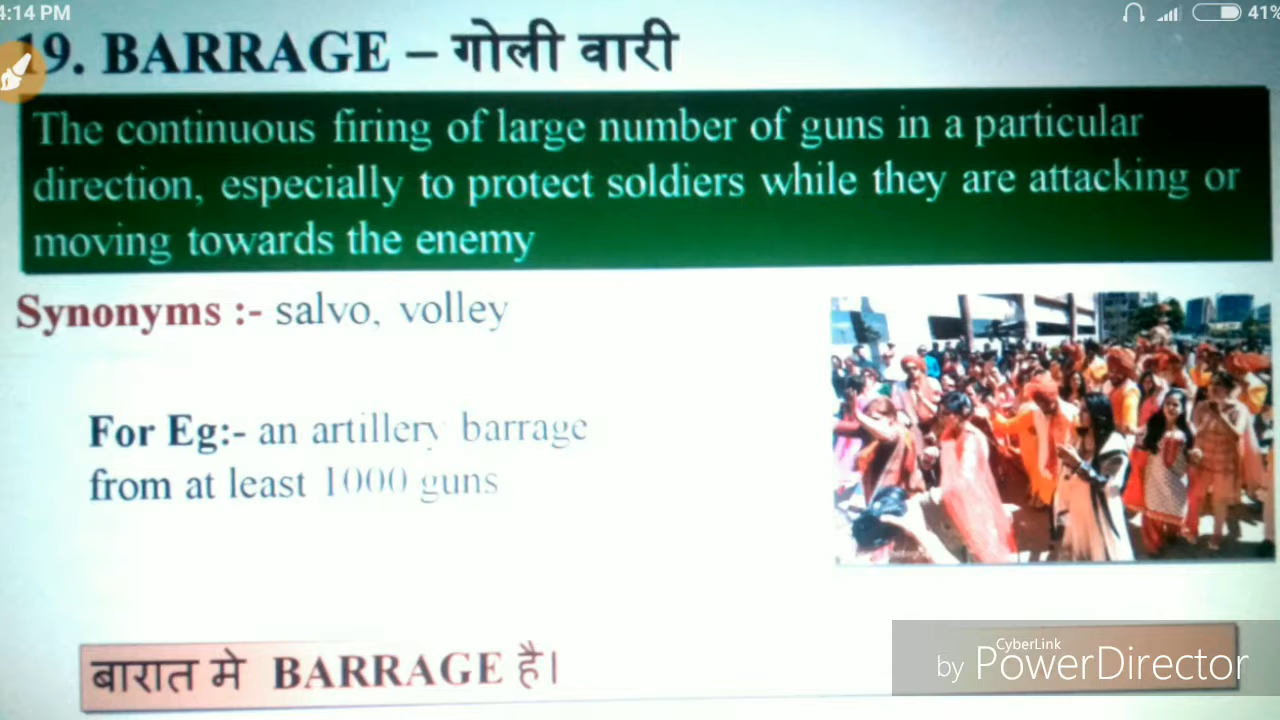 4:14 PM
41%
19. BARRAGE – गोली वारी
The continuous firing of large number of guns in a particular
direction, especially to protect soldiers while they are attacking or
moving towards the enemy
Synonyms :- salvo, volley
For Eg:- an artillery barrage
from at least 1000 guns
बारात मे BARRAGE है।
CyberLink
by PowerDirector